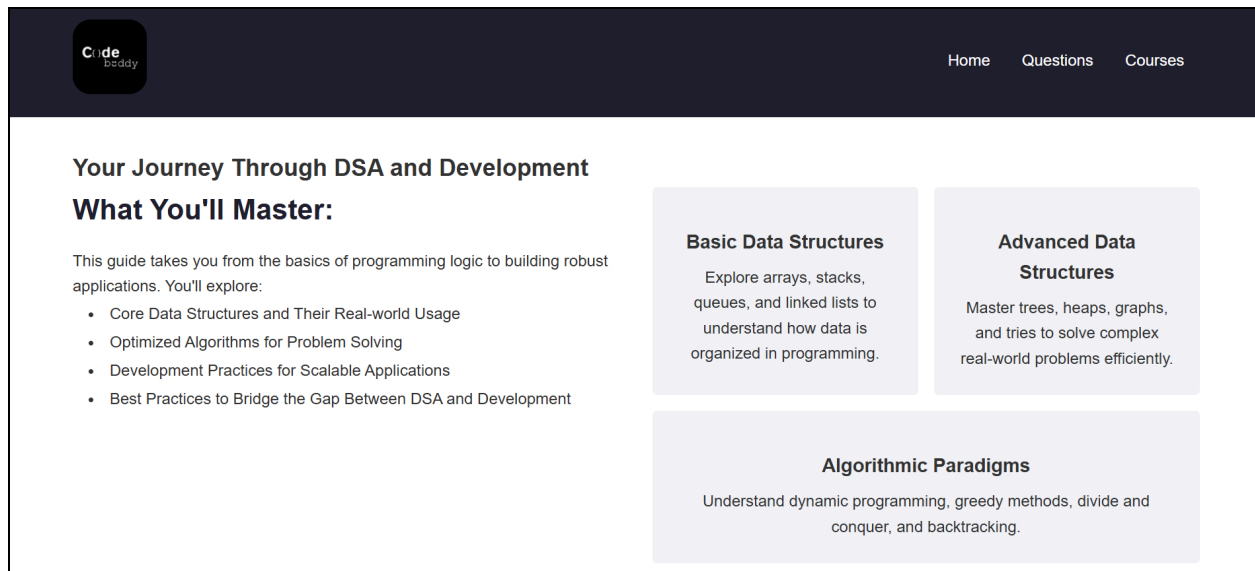 Code
buddy
Home Questions Courses
Your Journey Through DSA and Development
What You'll Master:
This guide takes you from the basics of programming logic to building robust
applications. You'll explore:
• Core Data Structures and Their Real-world Usage
• Optimized Algorithms for Problem Solving
• Development Practices for Scalable Applications
• Best Practices to Bridge the Gap Between DSA and Development
Basic Data Structures
Explore arrays, stacks,
queues, and linked lists to
understand how data is
organized in programming.
Advanced Data
Structures
Master trees, heaps, graphs,
and tries to solve complex
real-world problems efficiently.
Algorithmic Paradigms
Understand dynamic programming, greedy methods, divide and
conquer, and backtracking.